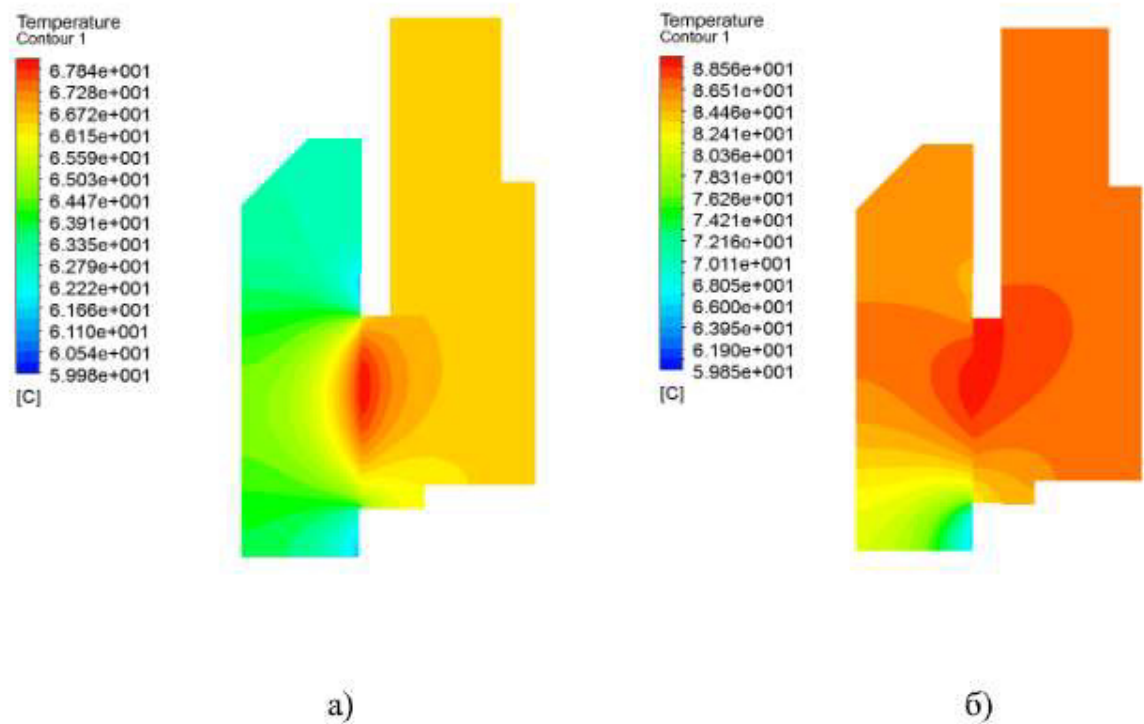 Temperature
Contour 1
6.784e+001
6.728e+001
6.672e+001
6.615e+001
6.559e+001
6.503e+001
6.447e+001
6.391e+001
6.335e+001
6.279e+001
6.222e+001
6.166e+001
6.110e+001
6.054e+001
5.998e+001
[C]
а)
Temperature
Contour 1
8.856e+001
8.651e+001
8.446e+001
8.241e+001
8.036e+001
7.831e+001
7.626e+001
7.421e+001
7.216e+001
7.011e+001
6.805e+001
6.600e+001
6.395e+001
6.190e+001
5.985e+001
[C]
б)